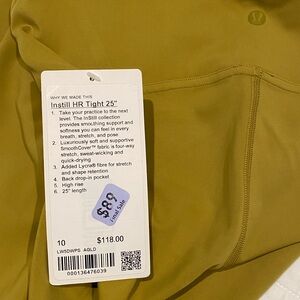 WHY WE MADE THIS
Instill HR Tight 25"
1. Take your practice to the next
level. The InStill collection
provides smoothing support and
softness you can feel in every
breath, stretch, and pose
2. Luxuriously soft and supportive
SmoothCover™ fabric is four-way
stretch, sweat-wicking and
quick-drying
3. Added Lycra® fibre for stretch
and shape retention
4. Back drop-in pocket
5. High rise
6. 25" length
$89
Final Sale
10 $118.00
LW5DWPS AGLD
000136476039